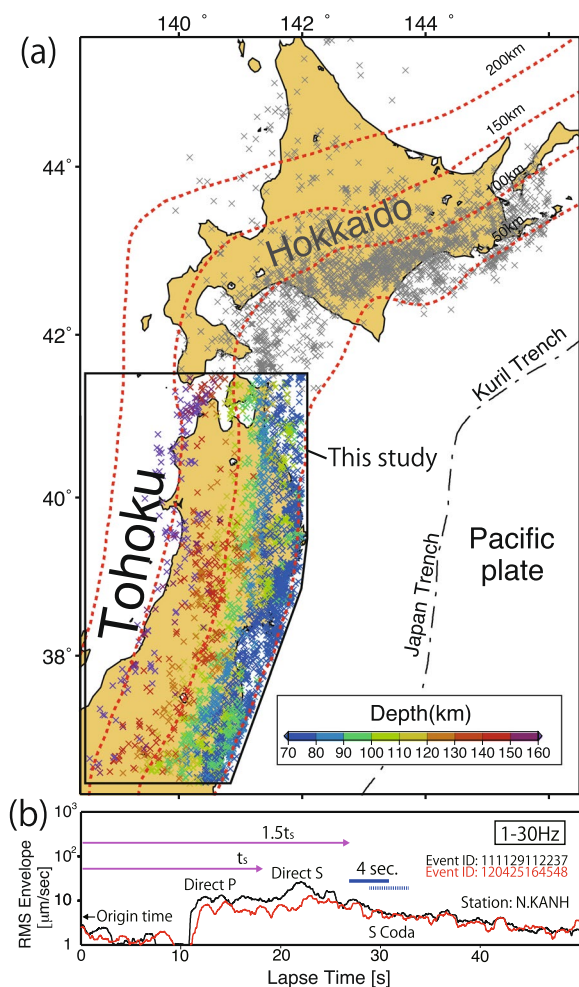 140° 142° 144°
(a)
200km
150km
100km
50km
44°
Hokkaido
42°
Kuril Trench
This study
40°
Tohoku
Pacific
plate
Japan Trench
38°
Depth(km)
70 80 90 100 110 120 130 140 150 160
(b)
1-30Hz
RMS Envelope
[μm/sec]
10³
10²
10
1
1.5ts
ts
4 sec.
Event ID: 111129112237
Event ID: 120425164548
Direct P
Direct S
Origin time
Station: N.KANH
S Coda
0 10 20 30 40
Lapse Time [s]